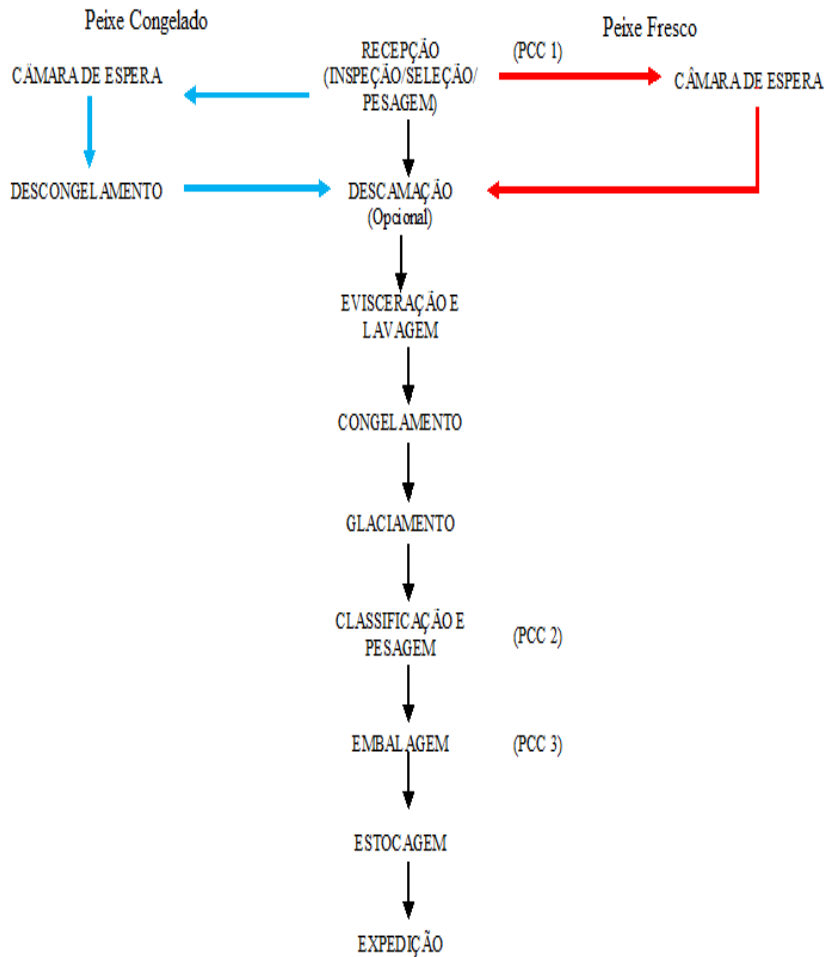 Peixe Congelado
Peixe Fresco
RECEPÇÃO
(INSPEÇÃO/SELEÇÃO/
PESAGEM)
(PCC 1)
CÂMARA DE ESPERA
CÂMARA DE ESPERA
DESCONGELAMENTO
DESCAMAÇÃO
(Opcional)
EVISCERAÇÃO E
LAVAGEM
CONGELAMENTO
GLACIAMENTO
CLASSIFICAÇÃO E
PESAGEM
(PCC 2)
EMBALAGEM
(PCC 3)
ESTOCAGEM
EXPEDIÇÃO